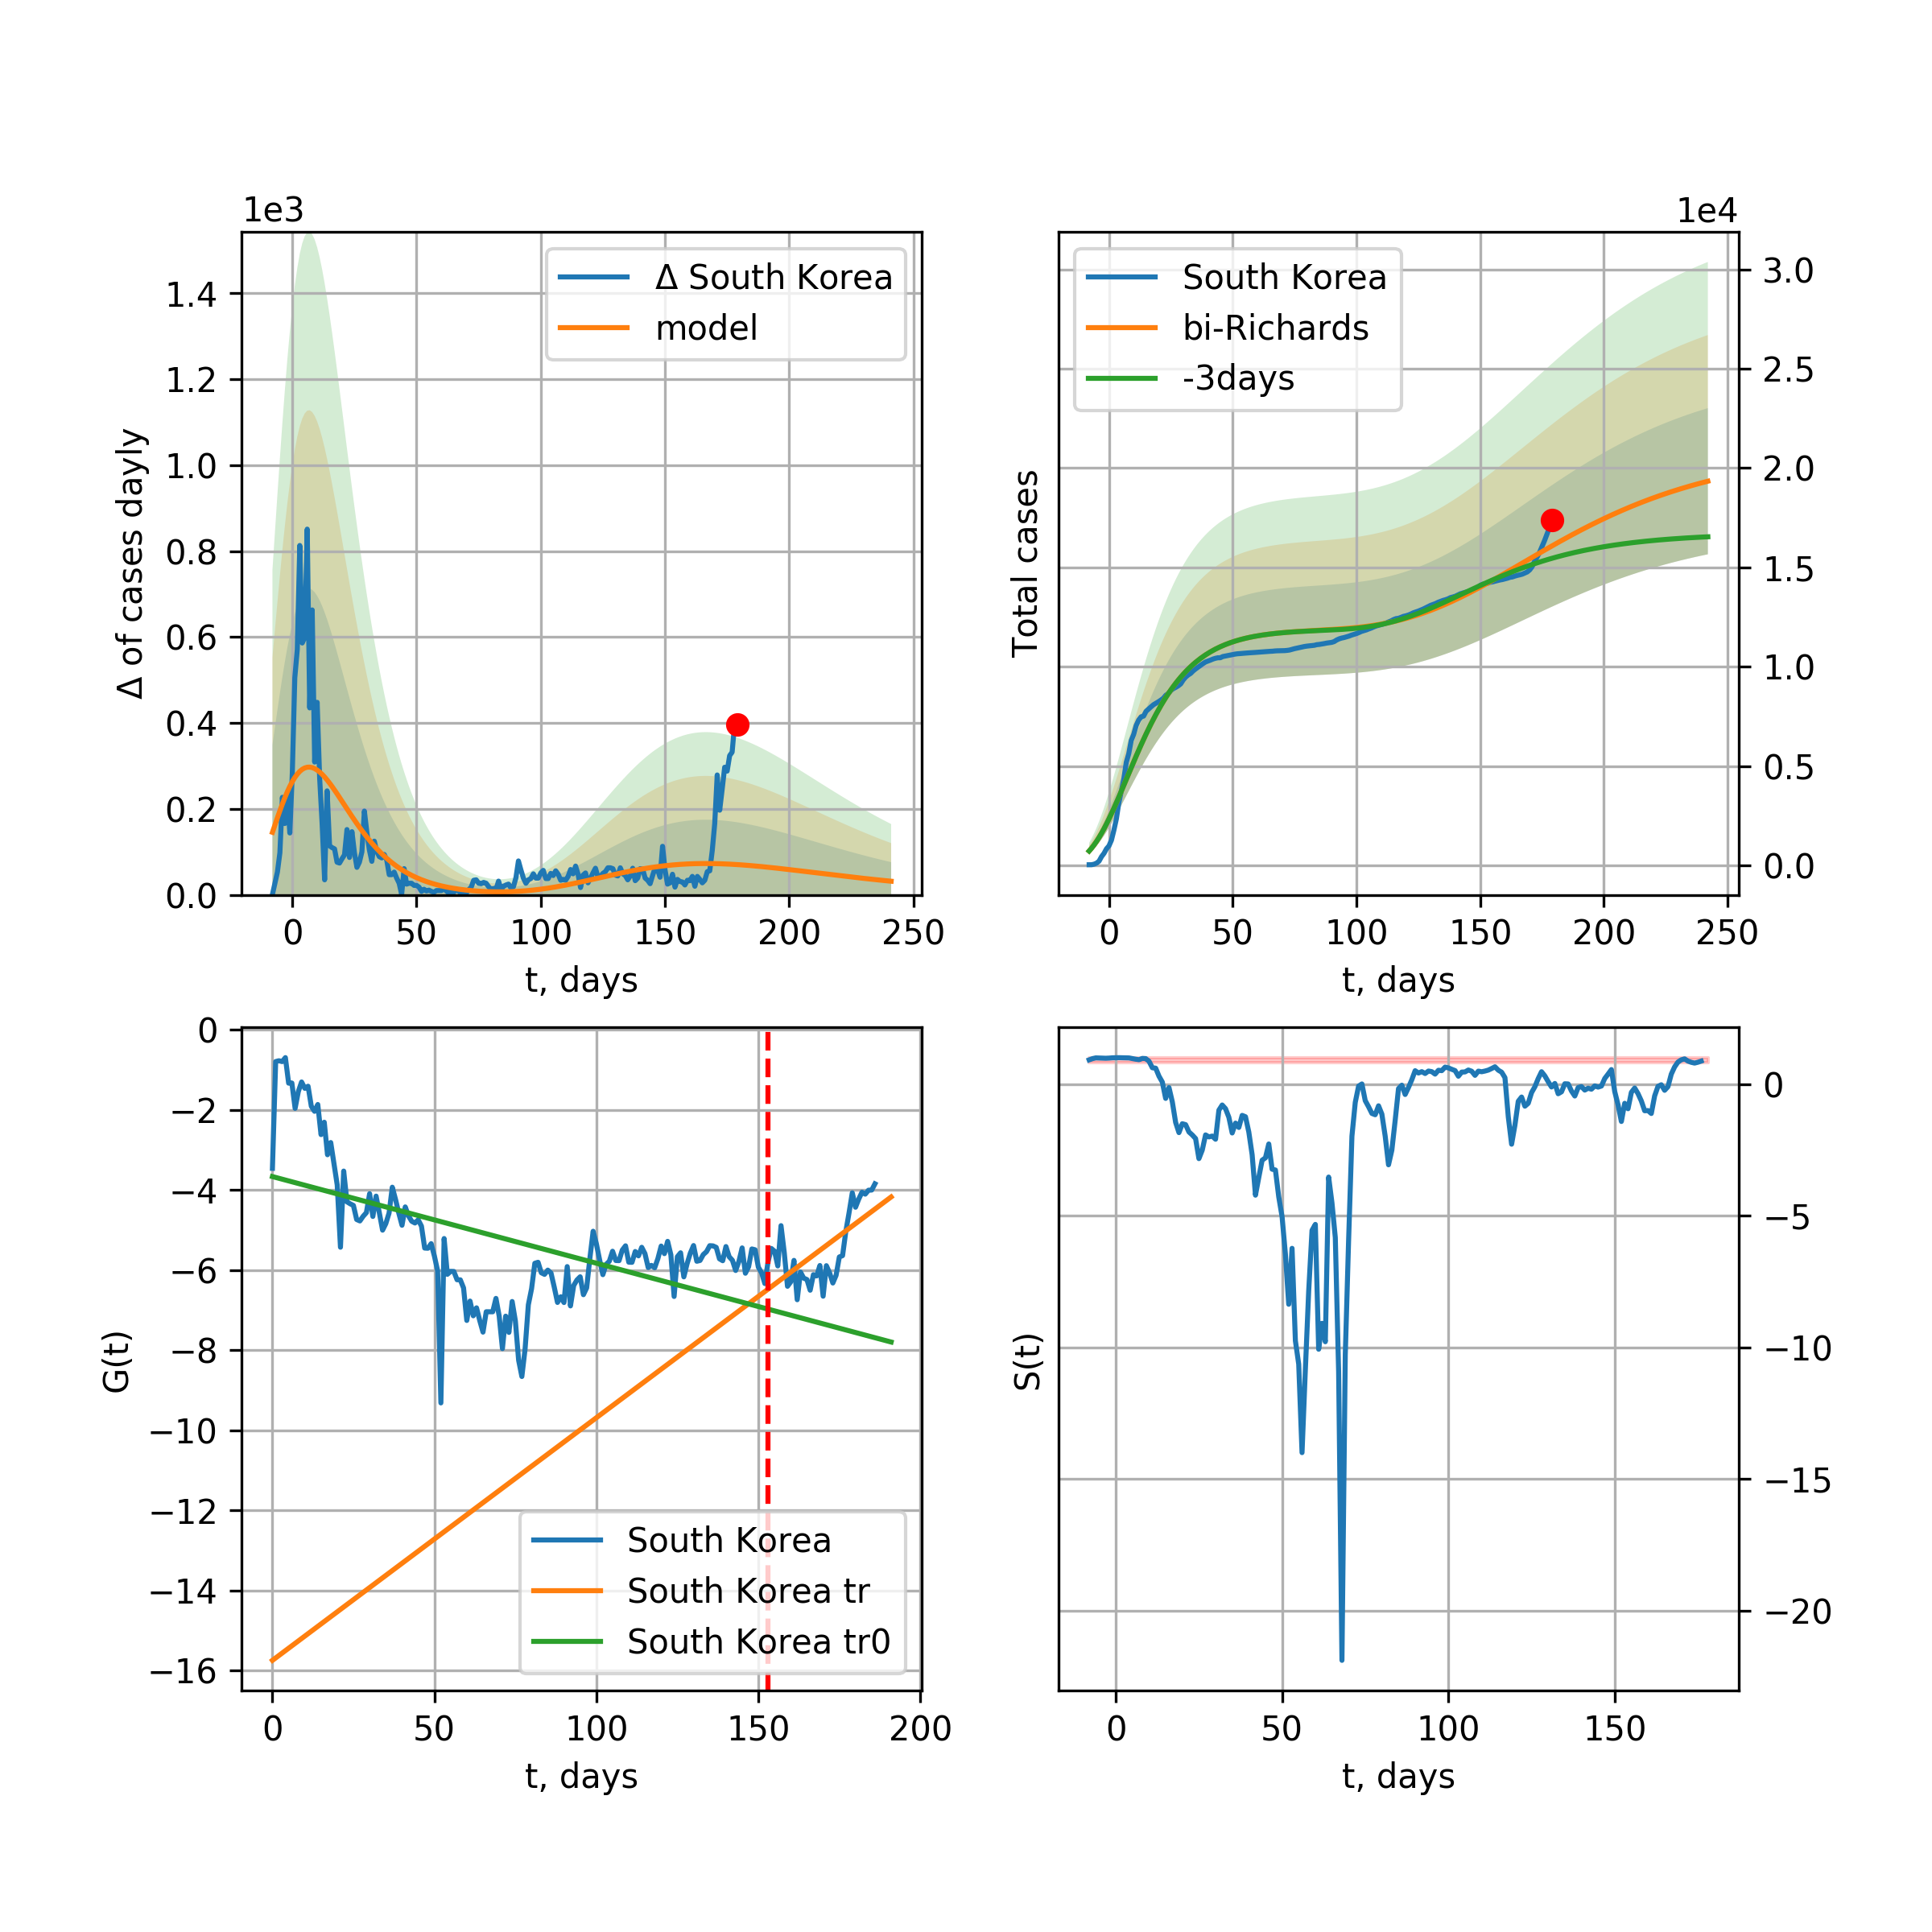 1e3
Δ of cases dayly
1.4
1.2
1.0
0.8
0.6
0.4
0.2
0.0
Δ South Korea
model
0 50 100 150 200 250
t, days
1e4
Total cases
South Korea
bi-Richards
-3days
3.0
2.5
2.0
1.5
1.0
0.5
0.0
0 50 100 150 200 250
t, days
G(t)
0
−2
−4
−6
−8
−10
−12
−14
−16
South Korea
South Korea tr
South Korea tr0
0 50 100 150 200
t, days
S(t)
0
−5
−10
−15
−20
0 50 100 150
t, days